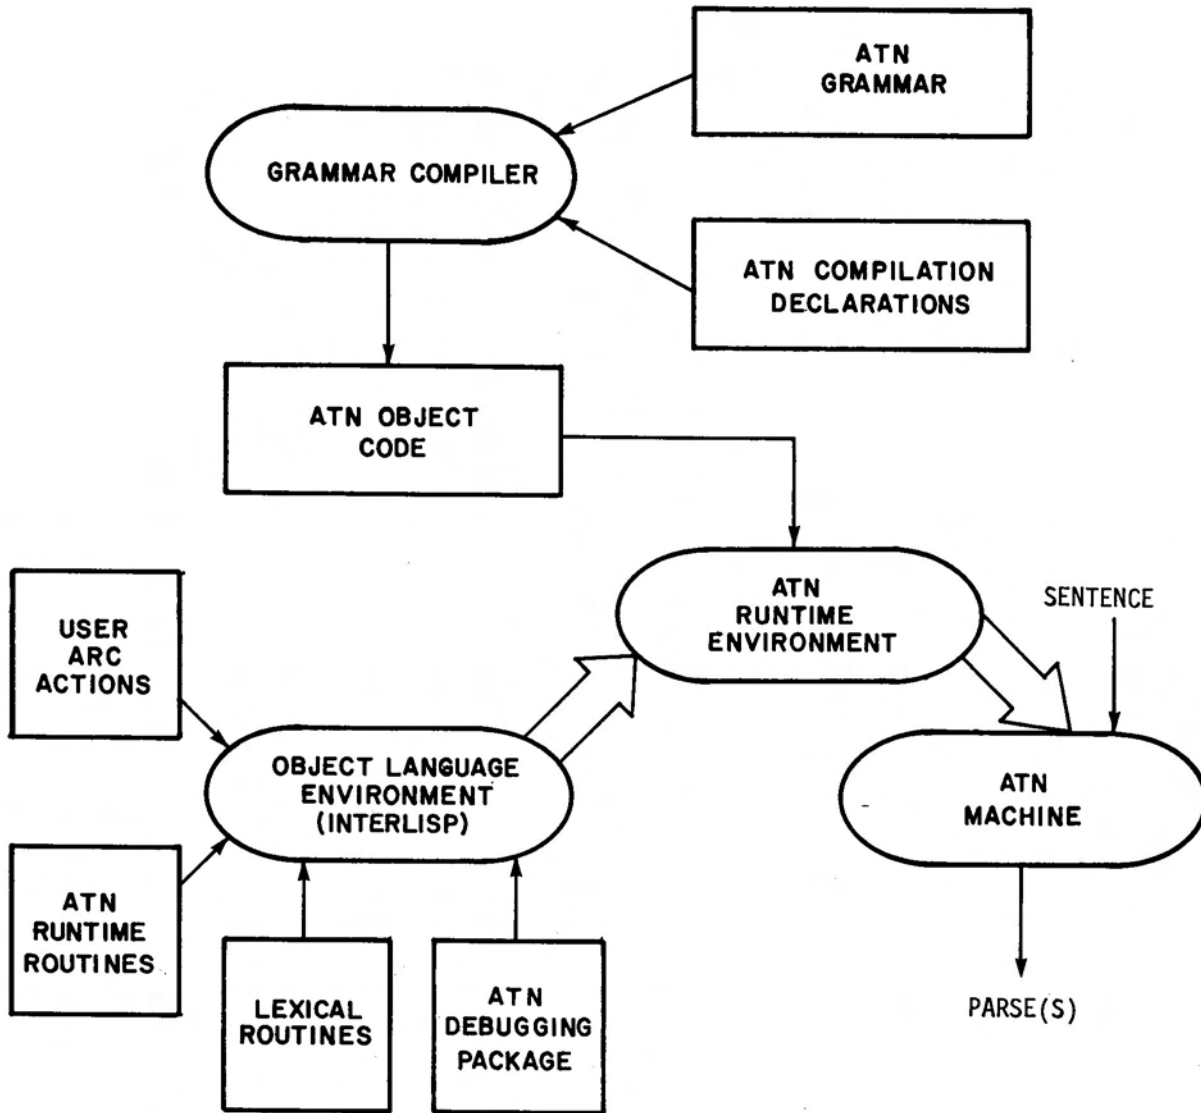 ATN
GRAMMAR
GRAMMAR COMPILER
ATN COMPILATION
DECLARATIONS
ATN OBJECT
CODE
ATN
RUNTIME
ENVIRONMENT
SENTENCE
USER
ARC
ACTIONS
OBJECT LANGUAGE
ENVIRONMENT
(INTERLISP)
ATN
MACHINE
ATN
RUNTIME
ROUTINES
LEXICAL
ROUTINES
ATN
DEBUGGING
PACKAGE
PARSE(S)